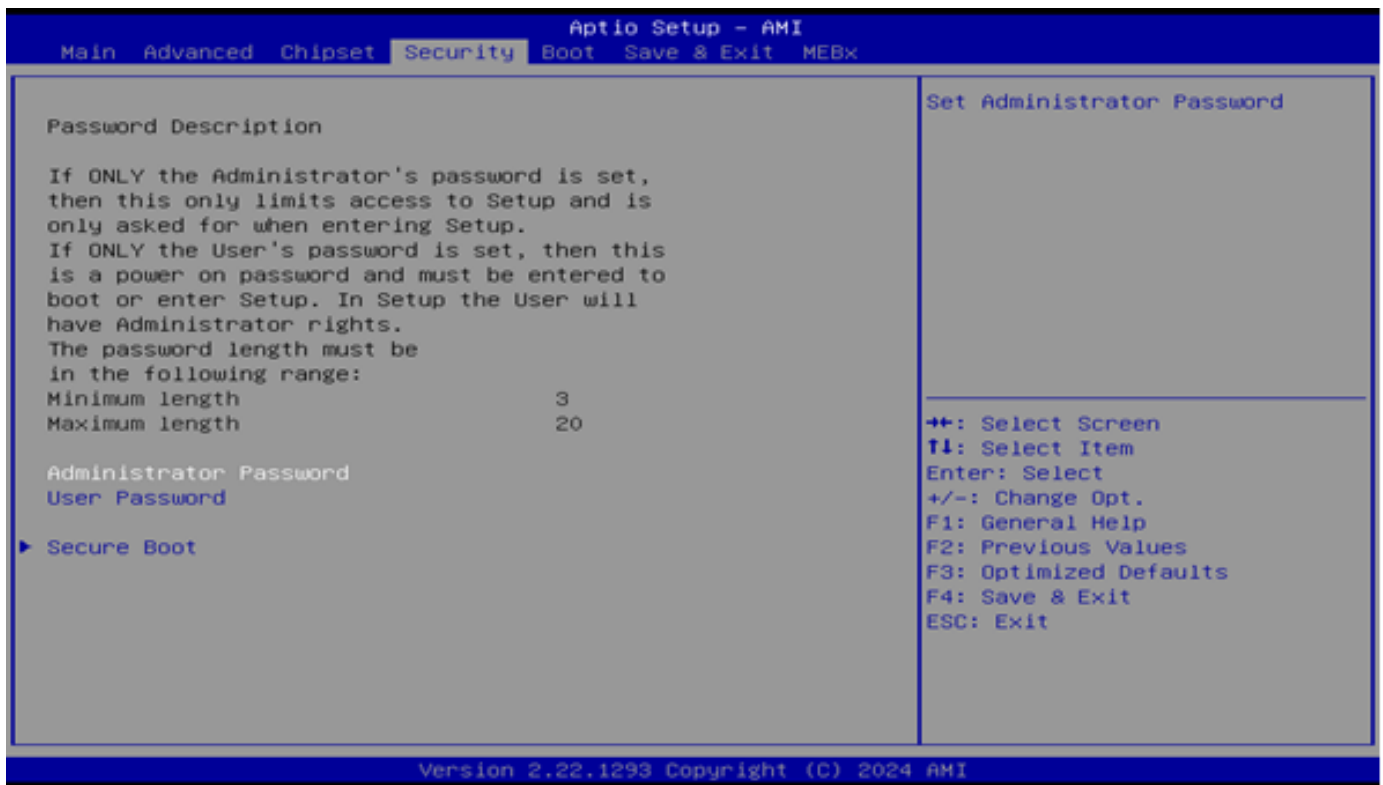 Aptio Setup – AMI
Main Advanced Chipset Security Boot Save & Exit MEBx
Password Description
If ONLY the Administrator's password is set,
then this only limits access to Setup and is
only asked for when entering Setup.
If ONLY the User's password is set, then this
is a power on password and must be entered to
boot or enter Setup. In Setup the User will
have Administrator rights.
The password length must be
in the following range:
Minimum length 3
Maximum length 20
Administrator Password
User Password
► Secure Boot
Set Administrator Password
→←: Select Screen
↑↓: Select Item
Enter: Select
+/-: Change Opt.
F1: General Help
F2: Previous Values
F3: Optimized Defaults
F4: Save & Exit
ESC: Exit
Version 2.22.1293 Copyright (C) 2024 AMI